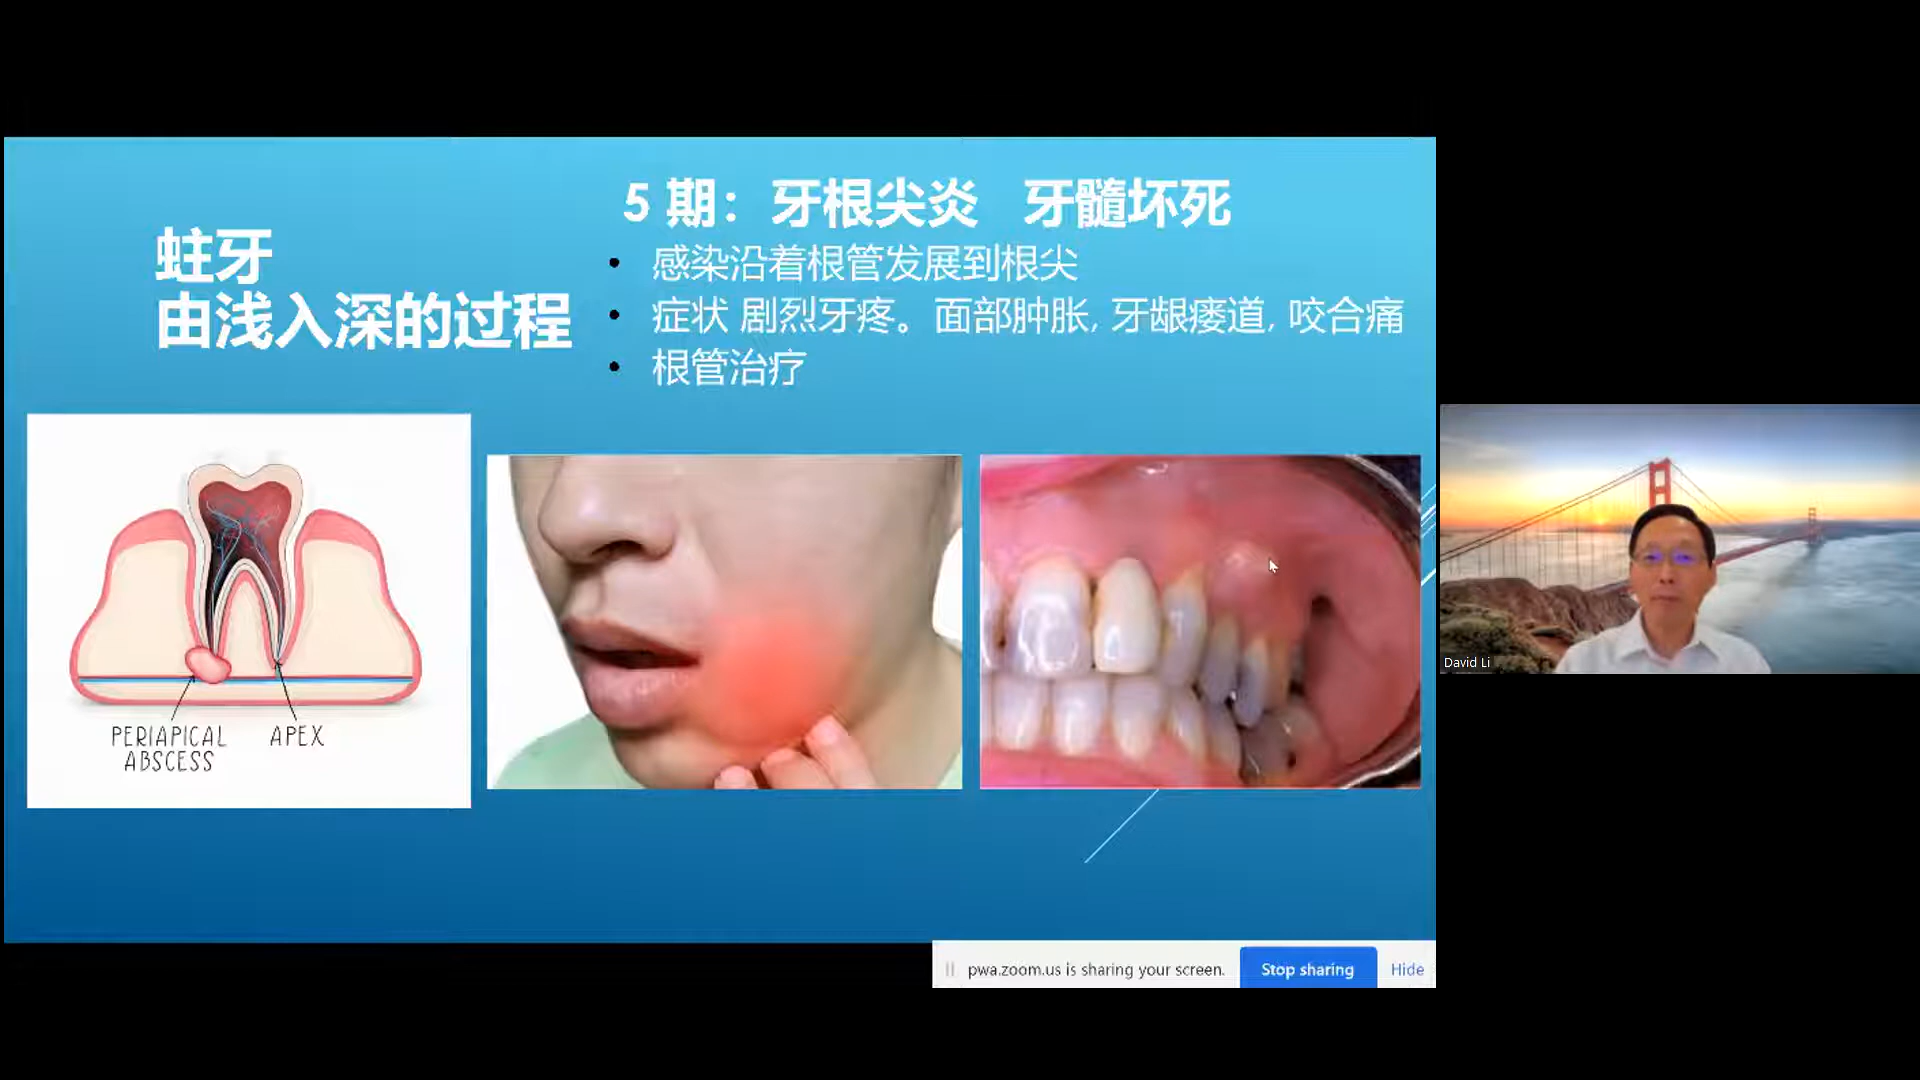 蛀牙
由浅入深的过程
5 期：牙根尖炎 牙髓坏死
• 感染沿着根管发展到根尖
• 症状 剧烈牙疼。面部肿胀, 牙龈瘘道, 咬合痛
• 根管治疗
PERIAPICAL
ABSCESS
APEX
David Li
pwa.zoom.us is sharing your screen.
Stop sharing
Hide